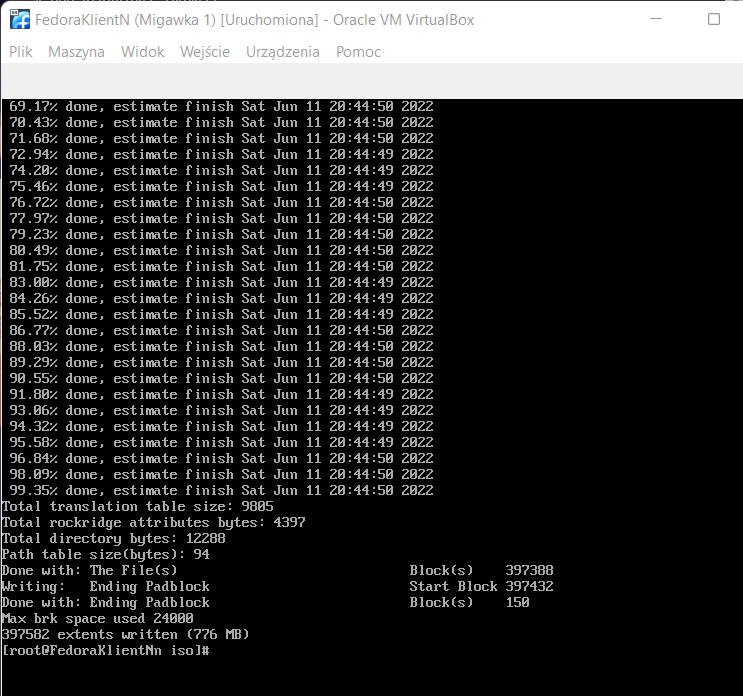 FedoraKlientN (Migawka 1) [Uruchomiona] - Oracle VM VirtualBox
Plik Maszyna Widok Wejście Urządzenia Pomoc
69.17% done, estimate finish Sat Jun 11 20:44:50 2022
70.43% done, estimate finish Sat Jun 11 20:44:50 2022
71.68% done, estimate finish Sat Jun 11 20:44:50 2022
72.94% done, estimate finish Sat Jun 11 20:44:49 2022
74.20% done, estimate finish Sat Jun 11 20:44:49 2022
75.46% done, estimate finish Sat Jun 11 20:44:49 2022
76.72% done, estimate finish Sat Jun 11 20:44:50 2022
77.97% done, estimate finish Sat Jun 11 20:44:50 2022
79.23% done, estimate finish Sat Jun 11 20:44:50 2022
80.49% done, estimate finish Sat Jun 11 20:44:50 2022
81.75% done, estimate finish Sat Jun 11 20:44:50 2022
83.00% done, estimate finish Sat Jun 11 20:44:49 2022
84.26% done, estimate finish Sat Jun 11 20:44:49 2022
85.52% done, estimate finish Sat Jun 11 20:44:49 2022
86.77% done, estimate finish Sat Jun 11 20:44:50 2022
88.03% done, estimate finish Sat Jun 11 20:44:50 2022
89.29% done, estimate finish Sat Jun 11 20:44:50 2022
90.55% done, estimate finish Sat Jun 11 20:44:50 2022
91.80% done, estimate finish Sat Jun 11 20:44:49 2022
93.06% done, estimate finish Sat Jun 11 20:44:49 2022
94.32% done, estimate finish Sat Jun 11 20:44:49 2022
95.58% done, estimate finish Sat Jun 11 20:44:49 2022
96.84% done, estimate finish Sat Jun 11 20:44:50 2022
98.09% done, estimate finish Sat Jun 11 20:44:50 2022
99.35% done, estimate finish Sat Jun 11 20:44:50 2022
Total translation table size: 9805
Total rockridge attributes bytes: 4397
Total directory bytes: 12288
Path table size(bytes): 94
Done with: The File(s) Block(s) 397388
Writing: Ending Padblock Start Block 397432
Done with: Ending Padblock Block(s) 150
Max brk space used 24000
397582 extents written (776 MB)
[root@FedoraKlientNn iso]#